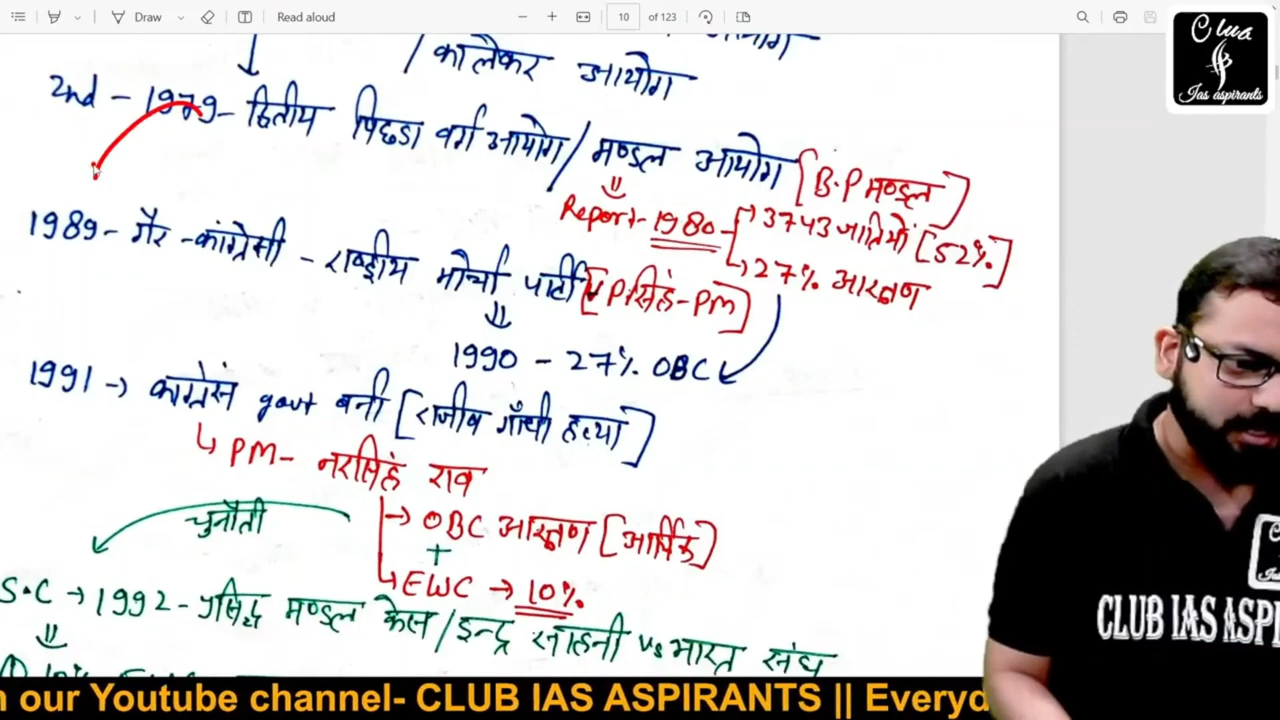 Draw
Read aloud
10 of 123
Clua
Ias aspirants
/ कालेकर आयोग
2nd – 1979 – द्वितीय पिछडा वर्ग आयोग / मण्डल आयोग [B.P मण्डल]
Report - 1980 - 3743 जातियाँ [52%]
27% आरक्षण
1989 - गैर - कांग्रेसी - राष्ट्रीय मोर्चा पार्टी [V P सिंह - PM]
1990 - 27% OBC
1991 → कांग्रेस govt बनी [राजीव गाँधी हत्या]
PM - नरसिंह राव
चुनौती
→ OBC आरक्षण [आर्थिक]
+
EWC → 10%
S.C → 1992 - प्रसिद्ध मण्डल केस / इन्द्र साहनी vs भारत संघ
CLUB IAS ASPI
n our Youtube channel- CLUB IAS ASPIRANTS || Everyd